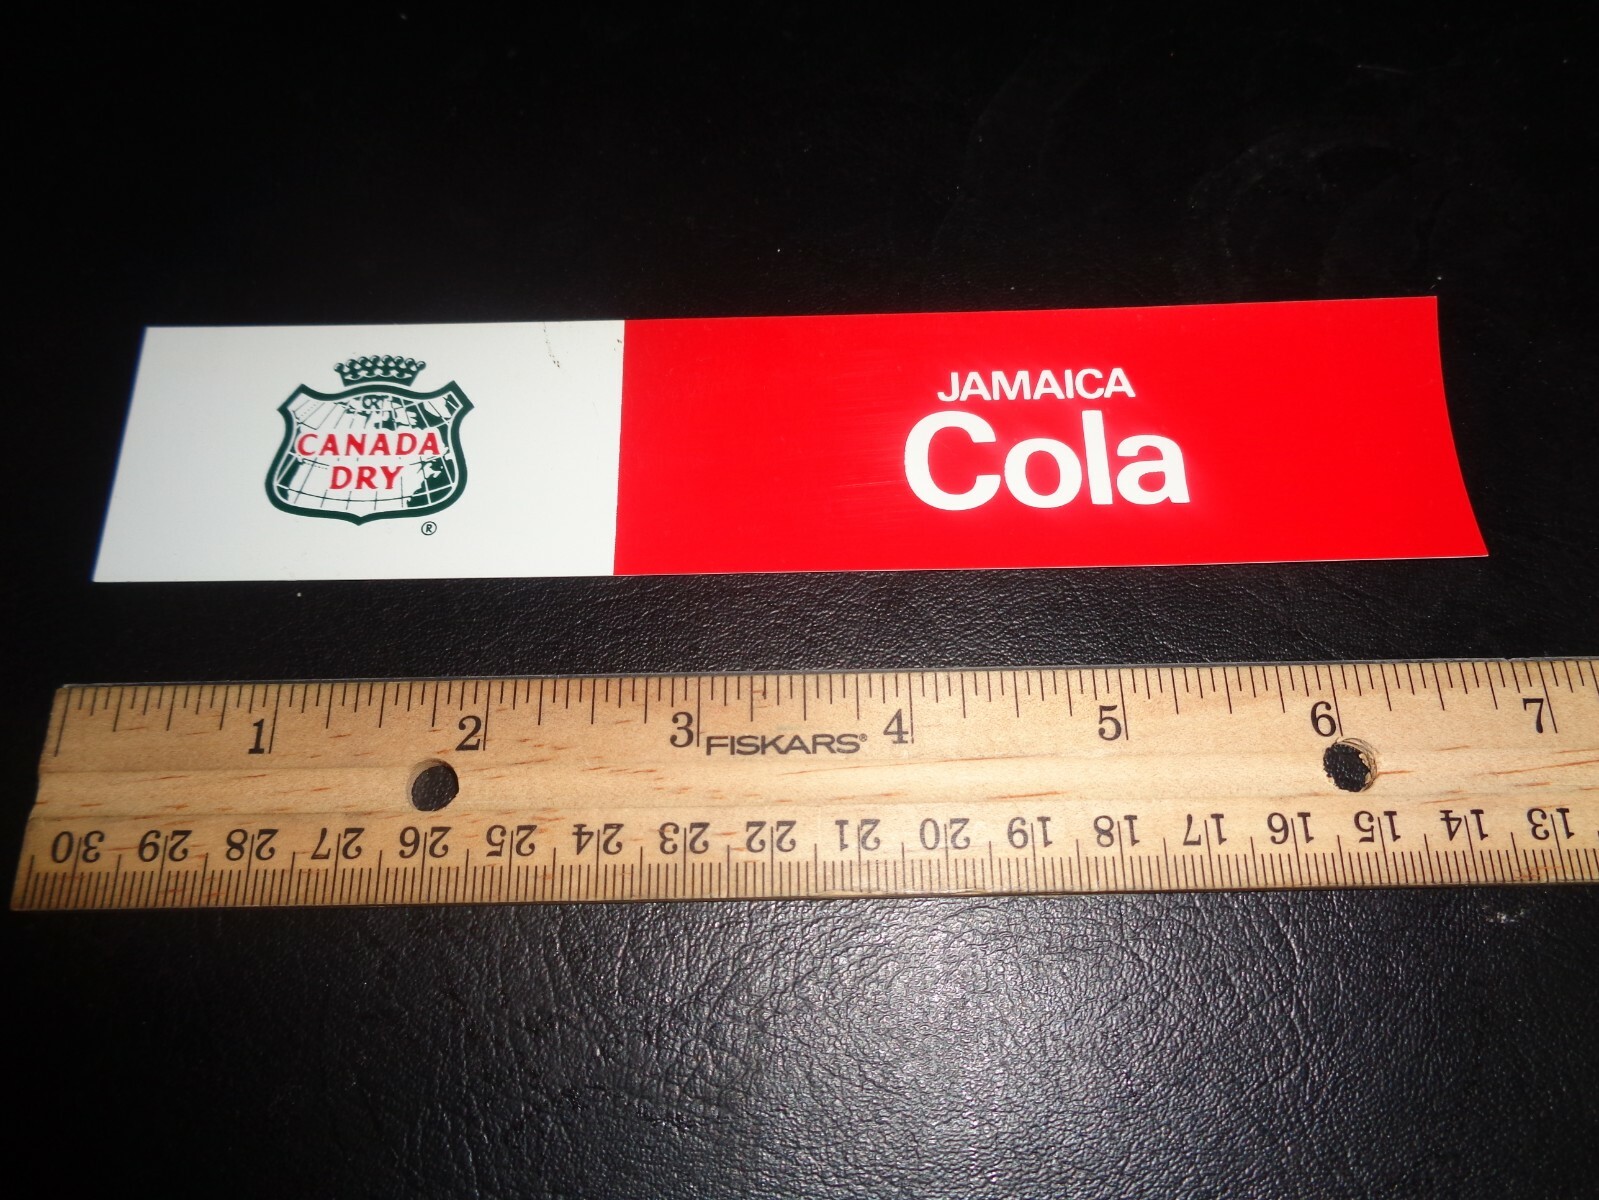 CANADA
DRY
®
JAMAICA
Cola
1 2 3 4 5 6 7
FISKARS®
30 29 28 27 26 25 24 23 22 21 20 19 18 17 16 15 14 13